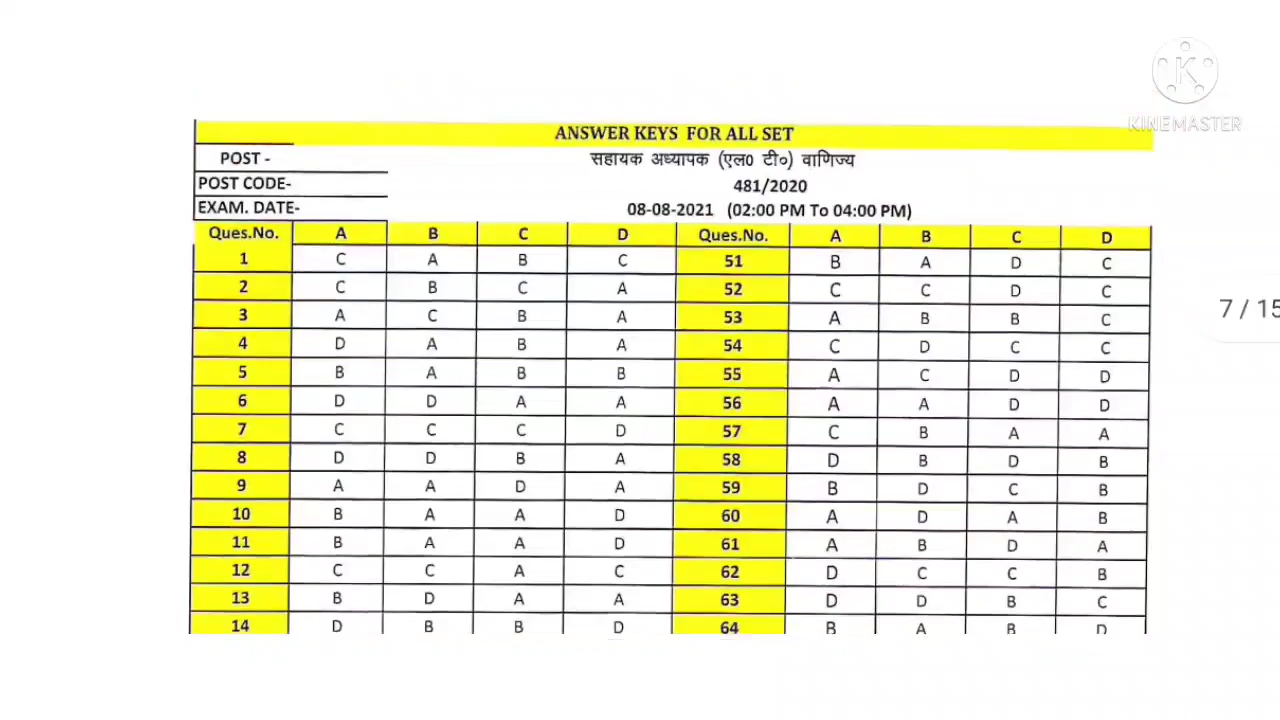 KINEMASTER
ANSWER KEYS FOR ALL SET
POST - सहायक अध्यापक (एल0 टी०) वाणिज्य
POST CODE- 481/2020
EXAM. DATE- 08-08-2021 (02:00 PM To 04:00 PM)
Ques.No. A B C D Ques.No. A B C D
1 C A B C 51 B A D C
2 C B C A 52 C C D C
3 A C B A 53 A B B C
7 / 15
4 D A B A 54 C D C C
5 B A B B 55 A C D D
6 D D A A 56 A A D D
7 C C C D 57 C B A A
8 D D B A 58 D B D B
9 A A D A 59 B D C B
10 B A A D 60 A D A B
11 B A A D 61 A B D A
12 C C A C 62 D C C B
13 B D A A 63 D D B C
14 D B B D 64 B A B D